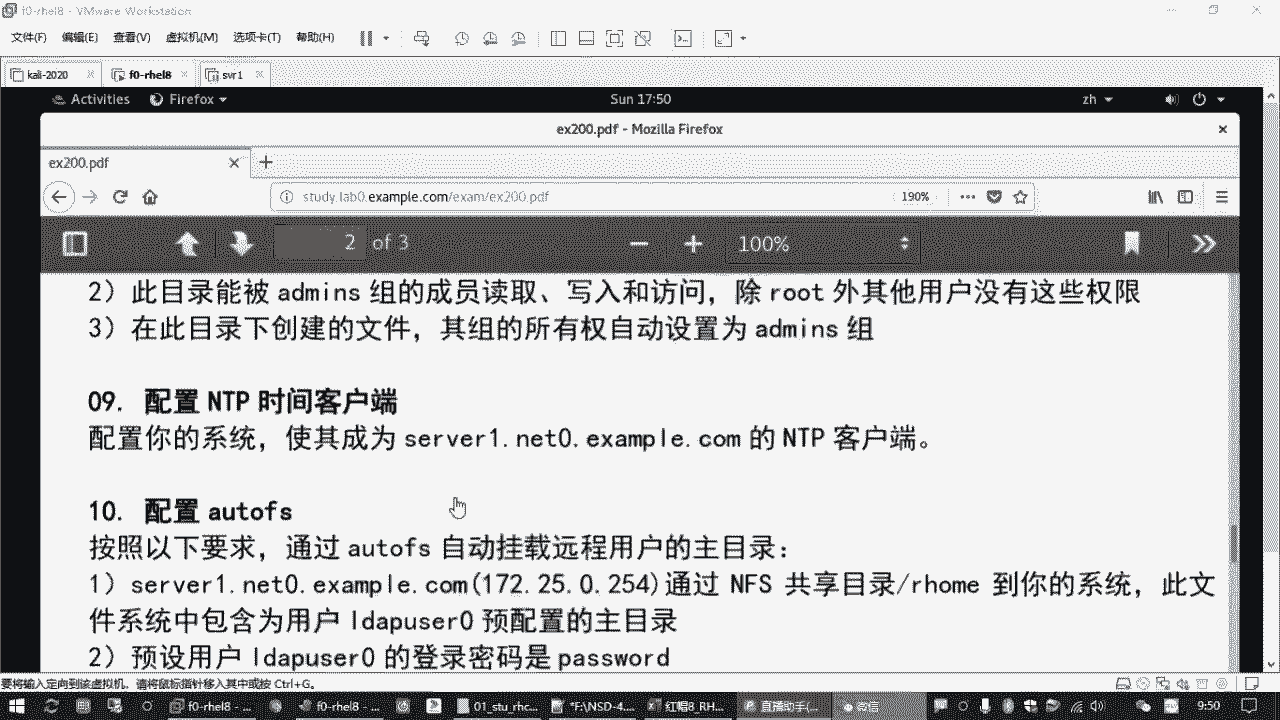 f0-rhel8 - VMware Workstation
文件(F) 编辑(E) 查看(V) 虚拟机(M) 选项卡(T) 帮助(H)
kali-2020 f0-rhel8 svr1
Activities Firefox Sun 17:50 zh
ex200.pdf - Mozilla Firefox
ex200.pdf
study.lab0.example.com/exam/ex200.pdf 190%
2 of 3 100%
2）此目录能被 admins 组的成员读取、写入和访问，除 root 外其他用户没有这些权限
3）在此目录下创建的文件，其组的所有权自动设置为 admins 组
09. 配置 NTP 时间客户端
配置你的系统，使其成为 server1.net0.example.com 的 NTP 客户端。
10. 配置 autofs
按照以下要求，通过 autofs 自动挂载远程用户的主目录：
1）server1.net0.example.com(172.25.0.254)通过 NFS 共享目录/rhome 到你的系统，此文
件系统中包含为用户 ldapuser0 预配置的主目录
2）预设用户 ldapuser0 的登录密码是 password
要将输入定向到该虚拟机，请将鼠标指针移入其中或按 Ctrl+G。
f0-rhel8 - ... f0-rhel8 - ... 01_stu_rhc... *F:\NSD-4... 红帽8_RH... 直播助手(... 微信 9:50